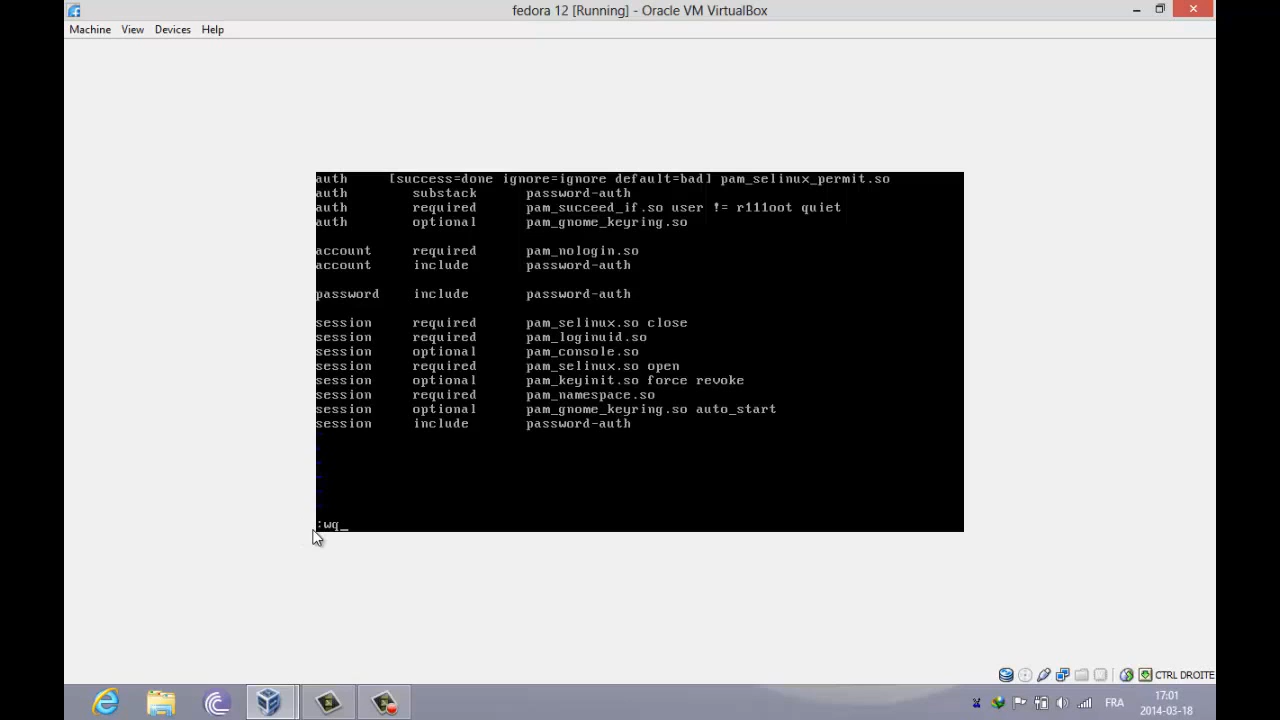 fedora 12 [Running] - Oracle VM VirtualBox
Machine View Devices Help
auth [success=done ignore=ignore default=bad] pam_selinux_permit.so
auth substack password-auth
auth required pam_succeed_if.so user != r111oot quiet
auth optional pam_gnome_keyring.so
account required pam_nologin.so
account include password-auth
password include password-auth
session required pam_selinux.so close
session required pam_loginuid.so
session optional pam_console.so
session required pam_selinux.so open
session optional pam_keyinit.so force revoke
session required pam_namespace.so
session optional pam_gnome_keyring.so auto_start
session include password-auth
~
~
~
~
~
:wq_
CTRL DROITE
FRA
17:01
2014-03-18